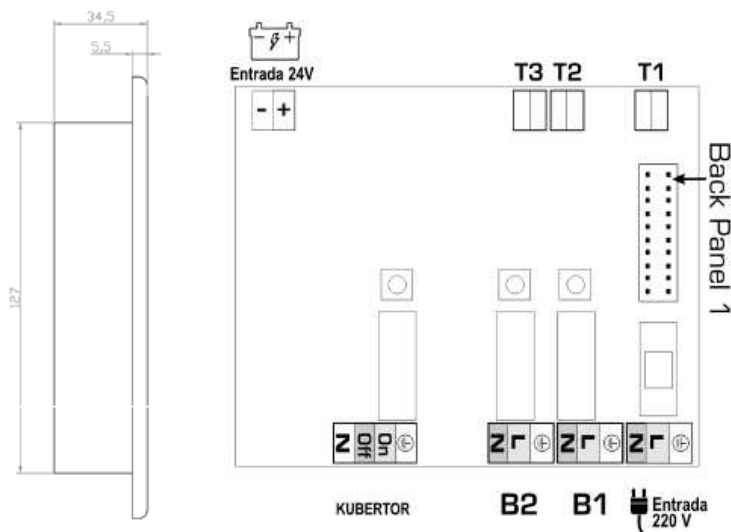 34,5
5,5
127
- +
Entrada 24V
- +
T3 T2 T1
Back Panel 1
N Off On
N L
N L
N L
KUBERTOR
B2
B1
Entrada
220 V